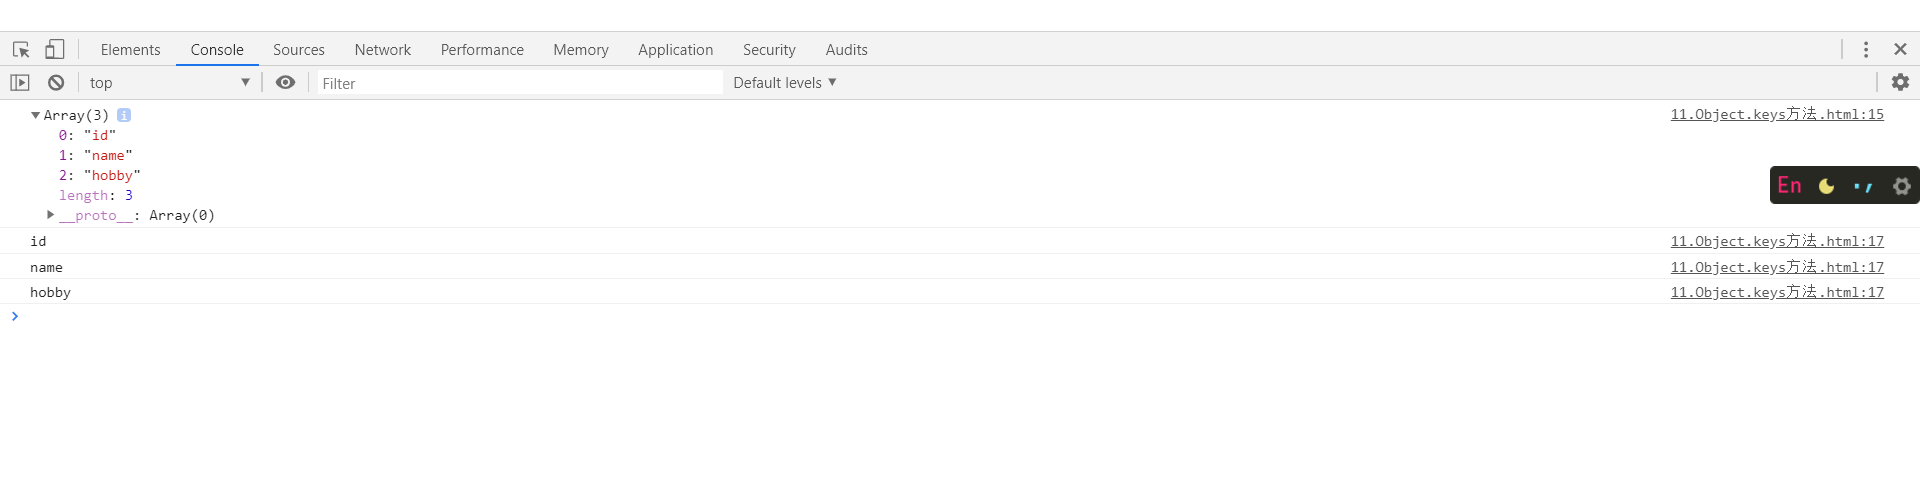 Elements Console Sources Network Performance Memory Application Security Audits
top Filter Default levels
Array(3) i 11.Object.keys方法.html:15
0: "id"
1: "name"
2: "hobby"
length: 3
En
__proto__: Array(0)
id 11.Object.keys方法.html:17
name 11.Object.keys方法.html:17
hobby 11.Object.keys方法.html:17